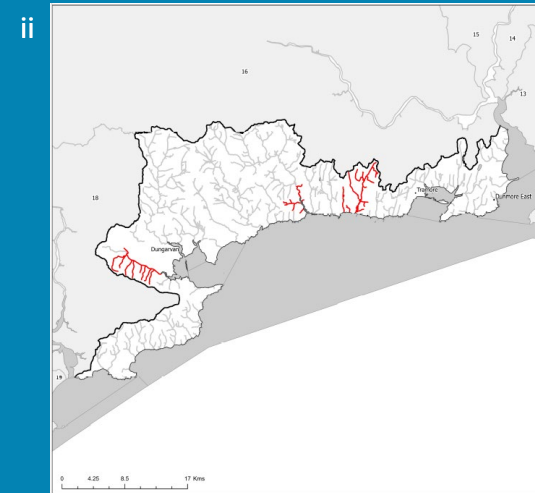 ii
15
14
16
13
Tramore
18
Dunmore East
Dungarvan
19
0 4.25 8.5 17 Kms